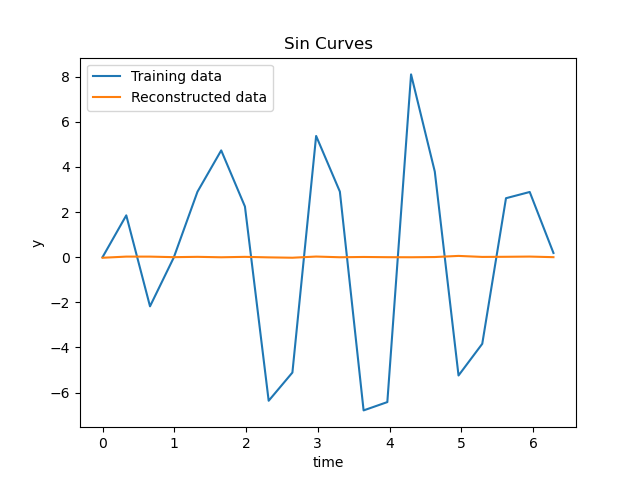 Sin Curves
Training data
Reconstructed data
8
6
4
2
0
−2
−4
−6
y
0 1 2 3 4 5 6
time